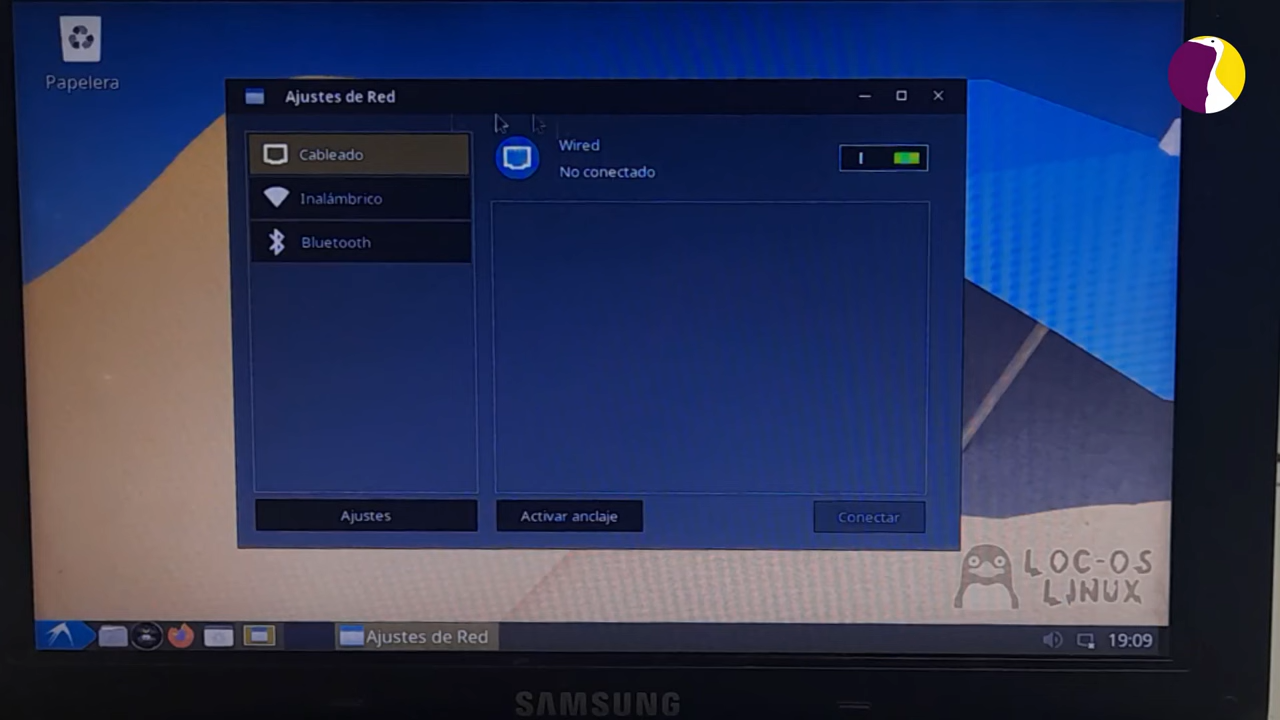 Papelera
Ajustes de Red
Cableado
Inalámbrico
Bluetooth
Wired
No conectado
Ajustes
Activar anclaje
Conectar
LOC-OS
LINUX
Ajustes de Red
19:09
SAMSUNG